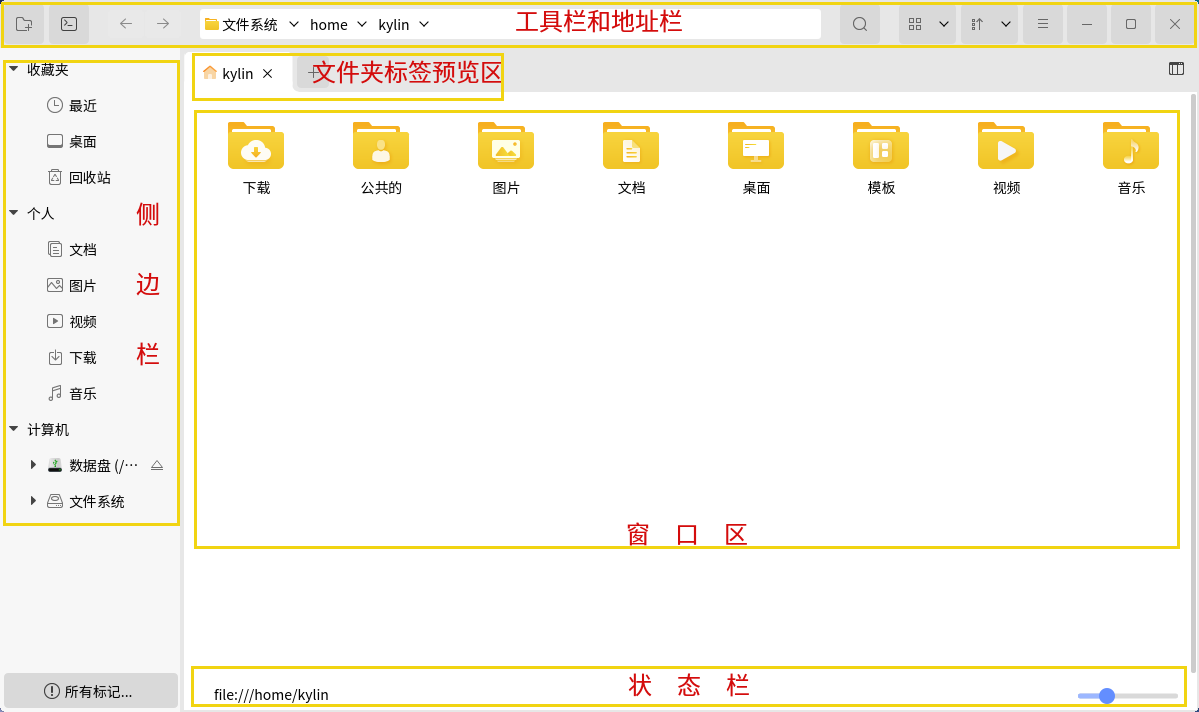 文件系统 home kylin 工具栏和地址栏
收藏夹
最近
桌面
回收站
个人
文档
图片
视频
下载
音乐
计算机
数据盘 (/···
文件系统
所有标记...
侧
边
栏
kylin 文件夹标签预览区
下载 公共的 图片 文档 桌面 模板 视频 音乐
窗 口 区
file:///home/kylin 状 态 栏